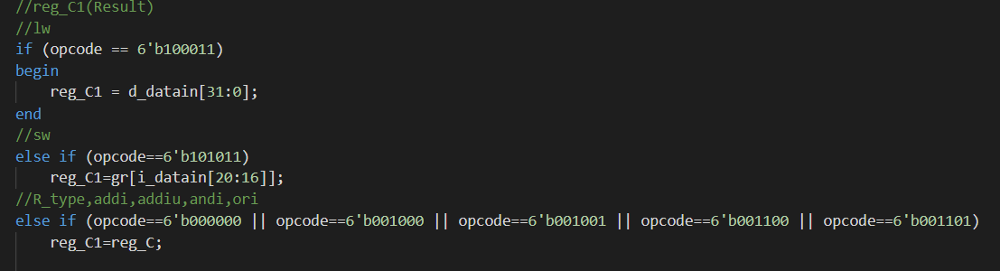 //reg_C1(Result)
//lw
if (opcode == 6'b100011)
begin
    reg_C1 = d_datain[31:0];
end
//sw
else if (opcode==6'b101011)
    reg_C1=gr[i_datain[20:16]];
//R_type,addi,addiu,andi,ori
else if (opcode==6'b000000 || opcode==6'b001000 || opcode==6'b001001 || opcode==6'b001100 || opcode==6'b001101)
    reg_C1=reg_C;